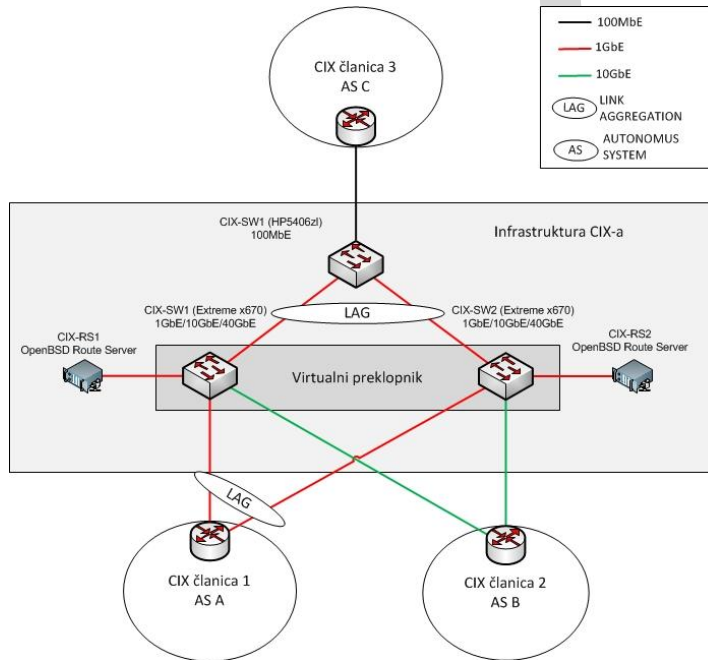 CIX članica 3
AS C
100MbE
1GbE
10GbE
LAG
LINK
AGGREGATION
AS
AUTONOMUS
SYSTEM
CIX-SW1 (HP5406zl)
100MbE
Infrastruktura CIX-a
CIX-SW1 (Extreme x670)
1GbE/10GbE/40GbE
LAG
CIX-SW2 (Extreme x670)
1GbE/10GbE/40GbE
CIX-RS1
OpenBSD Route Server
CIX-RS2
OpenBSD Route Server
Virtualni preklopnik
LAG
CIX članica 1
AS A
CIX članica 2
AS B